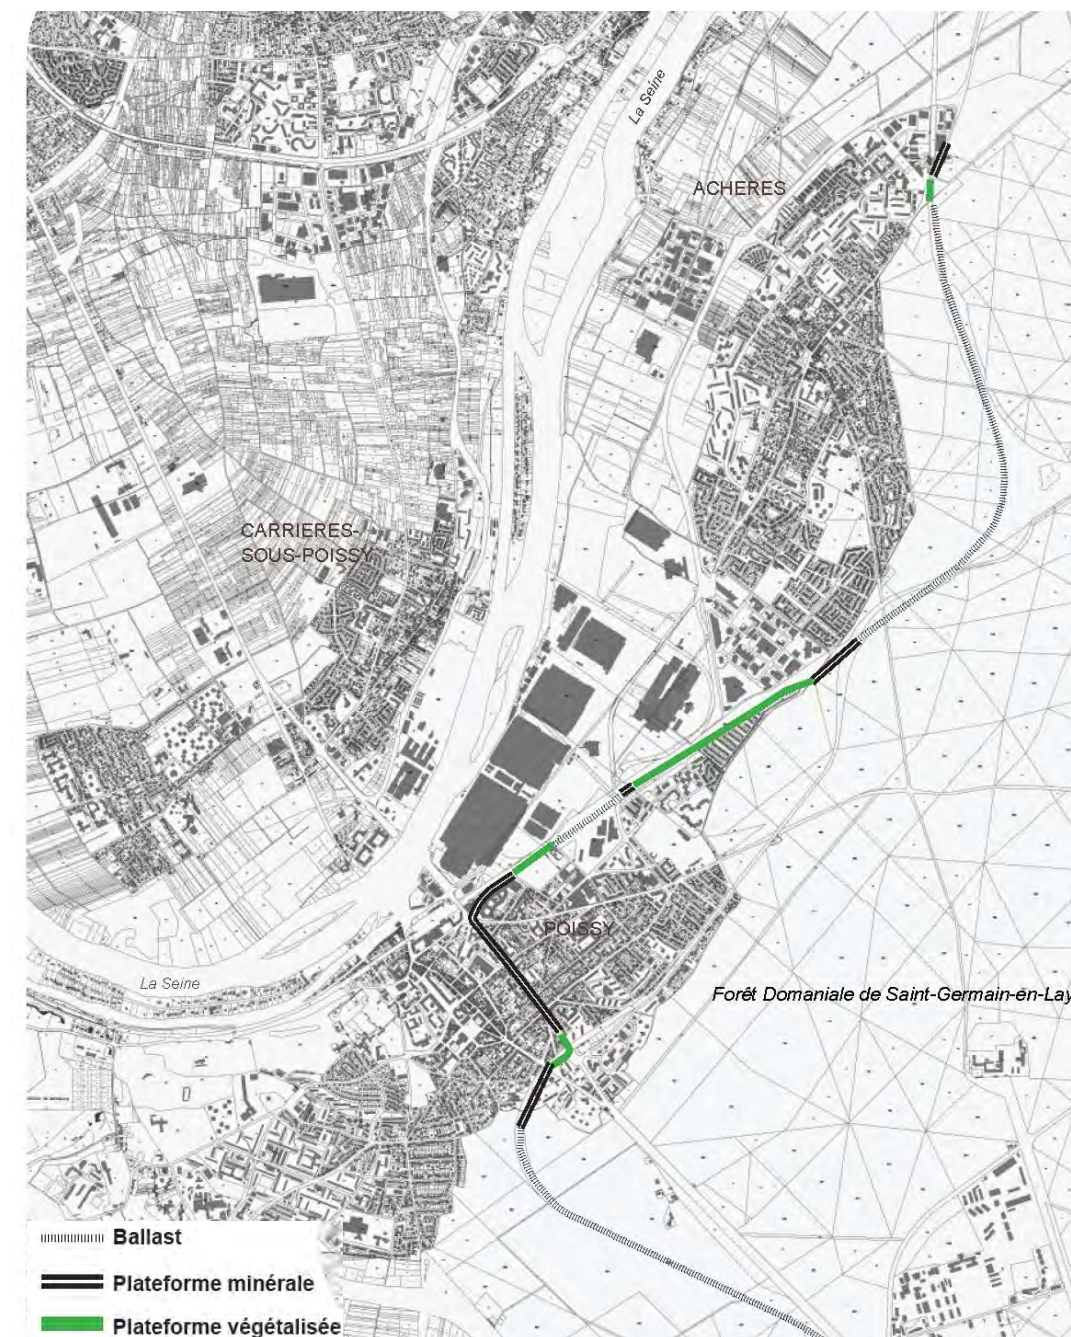 La Seine
ACHERES
CARRIERES-
SOUS-POISSY
POISSY
La Seine
Forêt Domaniale de Saint-Germain-en-Lay
Ballast
Plateforme minérale
Plateforme végétalisée